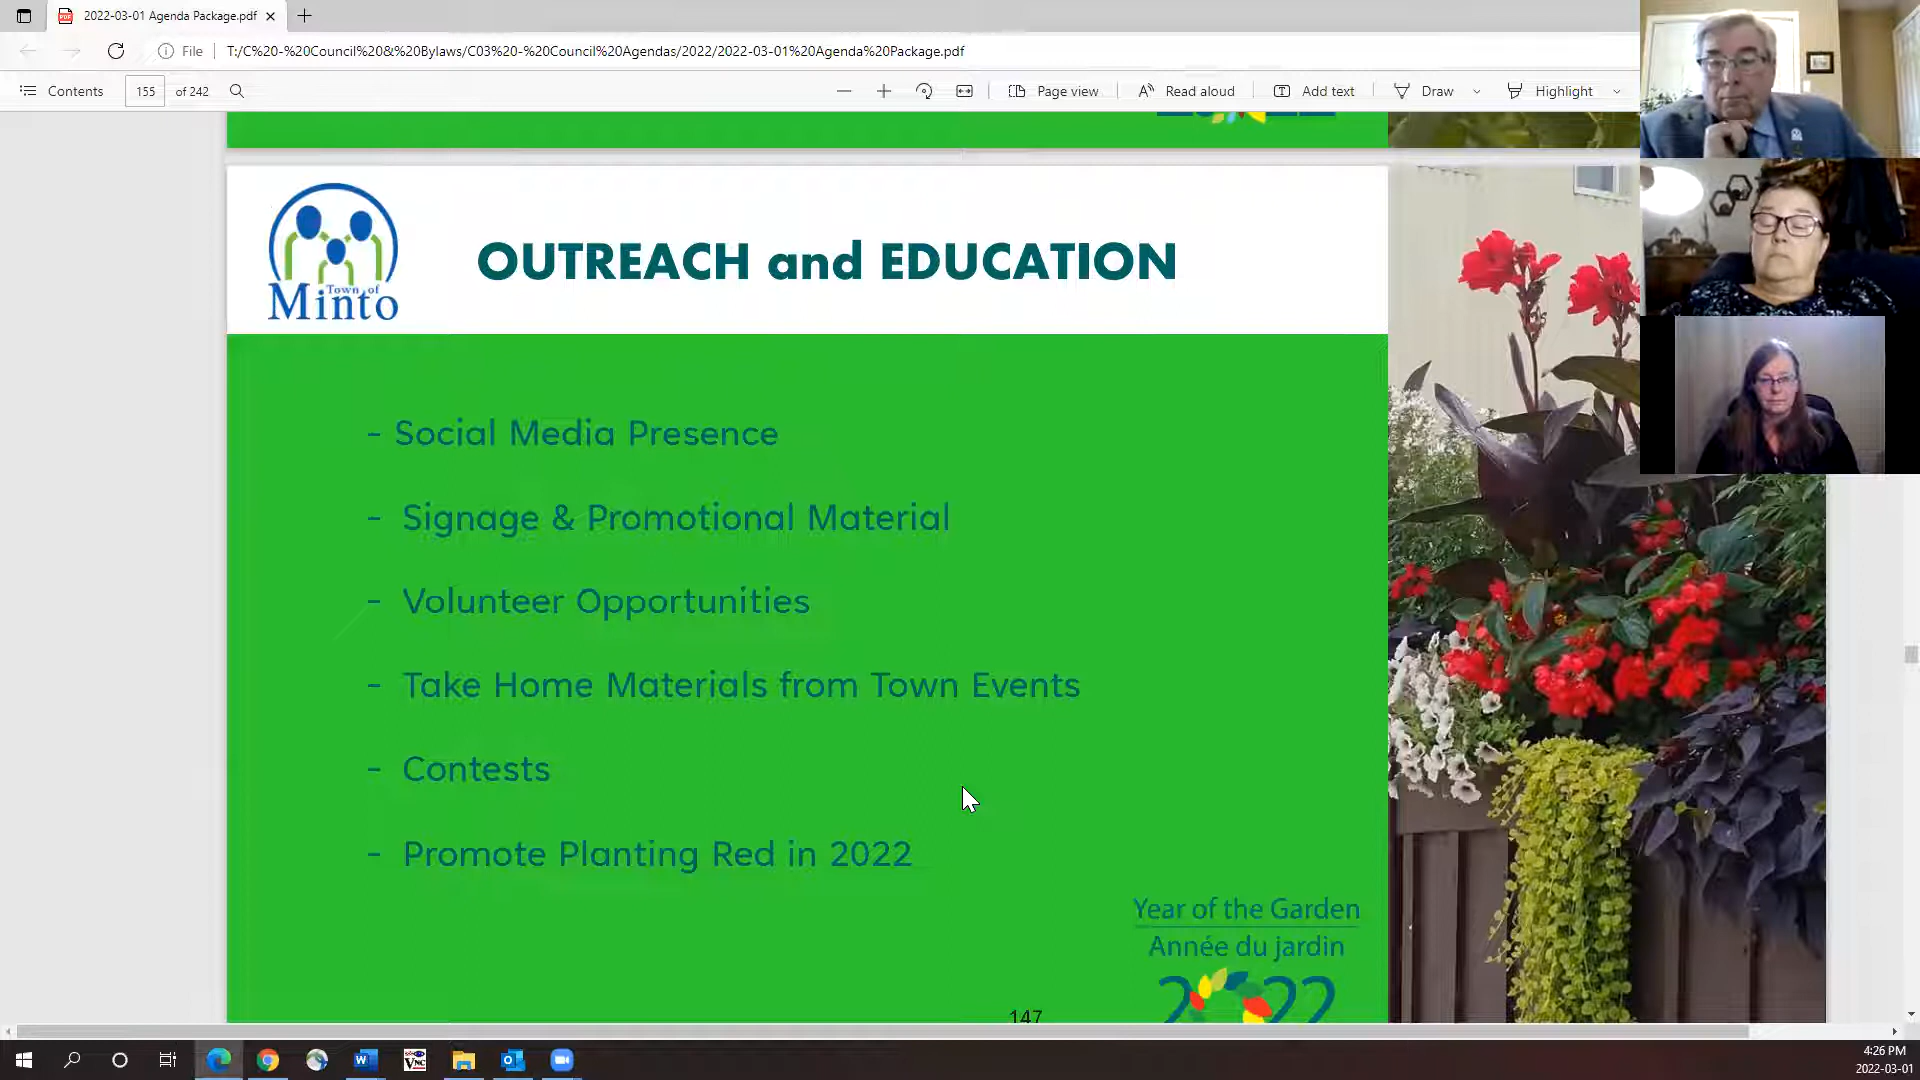 2022-03-01 Agenda Package.pdf
File
T:/C%20-%20Council%20&%20Bylaws/C03%20-%20Council%20Agendas/2022/2022-03-01%20Agenda%20Package.pdf
Contents
155
of 242
Page view
Read aloud
Add text
Draw
Highlight
Town of
Minto
OUTREACH and EDUCATION
- Social Media Presence
- Signage & Promotional Material
- Volunteer Opportunities
- Take Home Materials from Town Events
- Contests
- Promote Planting Red in 2022
Year of the Garden
Année du jardin
2022
147
4:26 PM
2022-03-01